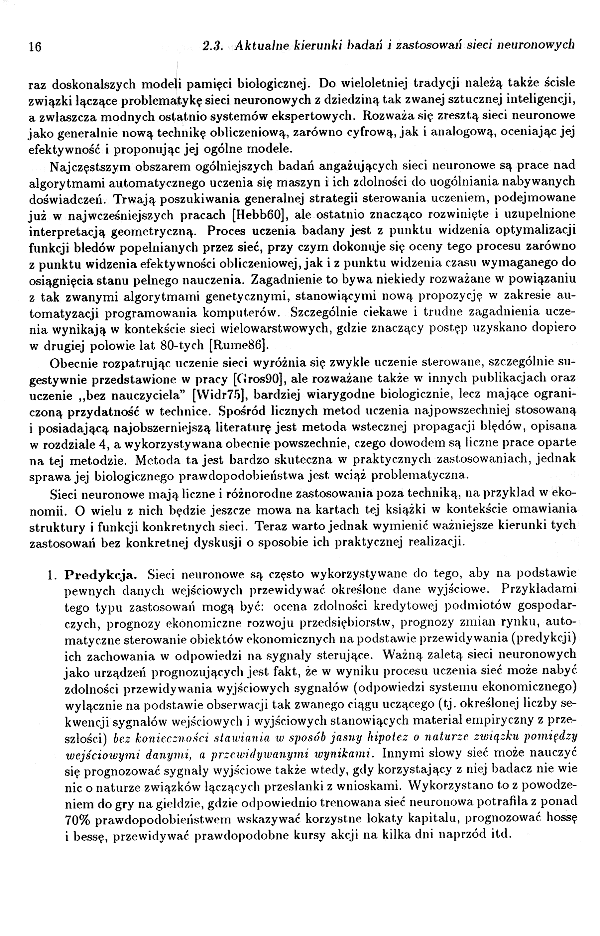 16 2.3. Aktualne kierunki badań i zastosowań sieci neuronowych
raz doskonalszych modeli pamięci biologicznej. Do wieloletniej tradycji należą także ścisłe
związki łączące problematykę sieci neuronowych z dziedziną tak zwanej sztucznej inteligencji,
a zwłaszcza modnych ostatnio systemów ekspertowych. Rozważa się zresztą sieci neuronowe
jako generalnie nową technikę obliczeniową, zarówno cyfrową, jak i analogową, oceniając jej
efektywność i proponując jej ogólne modele.
Najczęstszym obszarem ogólniejszych badań angażujących sieci neuronowe są prace nad
algorytmami automatycznego uczenia się maszyn i ich zdolności do uogólniania nabywanych
doświadczeń. Trwają poszukiwania generalnej strategii sterowania uczeniem, podejmowane
już w najwcześniejszych pracach [Hebb60], ale ostatnio znacząco rozwinięte i uzupełnione
interpretacją geometryczną. Proces uczenia badany jest z punktu widzenia optymalizacji
funkcji błedów popełnianych przez sieć, przy czym dokonuje się oceny tego procesu zarówno
z punktu widzenia efektywności obliczeniowej, jak i z punktu widzenia czasu wymaganego do
osiągnięcia stanu pełnego nauczenia. Zagadnienie to bywa niekiedy rozważane w powiązaniu
z tak zwanymi algorytmami genetycznymi, stanowiącymi nową propozycję w zakresie au-
tomatyzacji programowania komputerów. Szczególnie ciekawe i trudne zagadnienia ucze-
nia wynikają w kontekście sieci wielowarstwowych, gdzie znaczący postęp uzyskano dopiero
w drugiej połowie lat 80-tych [Rume86].
Obecnie rozpatrując uczenie sieci wyróżnia się zwykle uczenie sterowane, szczególnie su-
gestywnie przedstawione w pracy [Gros90], ale rozważane także w innych publikacjach oraz
uczenie ,,bez nauczyciela" [Widr75], bardziej wiarygodne biologicznie, lecz mające ograni-
czoną przydatność w technice. Spośród licznych metod uczenia najpowszechniej stosowaną
i posiadającą najobszerniejszą literaturę jest metoda wstecznej propagacji błędów, opisana
w rozdziale 4, a wykorzystywana obecnie powszechnie, czego dowodem są liczne prace oparte
na tej metodzie. Metoda ta jest bardzo skuteczna w praktycznych zastosowaniach, jednak
sprawa jej biologicznego prawdopodobieństwa jest wciąż problematyczna.
Sieci neuronowe mają liczne i różnorodne zastosowania poza techniką, na przykład w eko-
nomii. O wielu z nich będzie jeszcze mowa na kartach tej książki w kontekście omawiania
struktury i funkcji konkretnych sieci. Teraz warto jednak wymienić ważniejsze kierunki tych
zastosowań bez konkretnej dyskusji o sposobie ich praktycznej realizacji.
1. Predykcja. Sieci neuronowe są często wykorzystywane do tego, aby na podstawie
pewnych danych wejściowych przewidywać określone dane wyjściowe. Przykładami
tego typu zastosowań mogą być: ocena zdolności kredytowej podmiotów gospodar-
czych, prognozy ekonomiczne rozwoju przedsiębiorstw, prognozy zmian rynku, auto-
matyczne sterowanie obiektów ekonomicznych na podstawie przewidywania (predykcji)
ich zachowania w odpowiedzi na sygnały sterujące. Ważną zaletą sieci neuronowych
jako urządzeń prognozujących jest fakt, że w wyniku procesu uczenia sieć może nabyć
zdolności przewidywania wyjściowych sygnałów (odpowiedzi systemu ekonomicznego)
wyłącznie na podstawie obserwacji tak zwanego ciągu uczącego (tj. określonej liczby se-
kwencji sygnałów wejściowych i wyjściowych stanowiących materiał empiryczny z prze-
szłości) bez konieczności stawiania w sposób jasny hipotez o naturze związku pomiędzy
wejściowymi danymi, a przewidywanymi wynikami. Innymi słowy sieć może nauczyć
się prognozować sygnały wyjściowe także wtedy, gdy korzystający z niej badacz nie wie
nic o naturze związków łączących przesłanki z wnioskami. Wykorzystano to z powodze-
niem do gry na giełdzie, gdzie odpowiednio trenowana sieć neuronowa potrafiła z ponad
70% prawdopodobieństwem wskazywać korzystne lokaty kapitału, prognozować hossę
i bessę, przewidywać prawdopodobne kursy akcji na kilka dni naprzód itd.